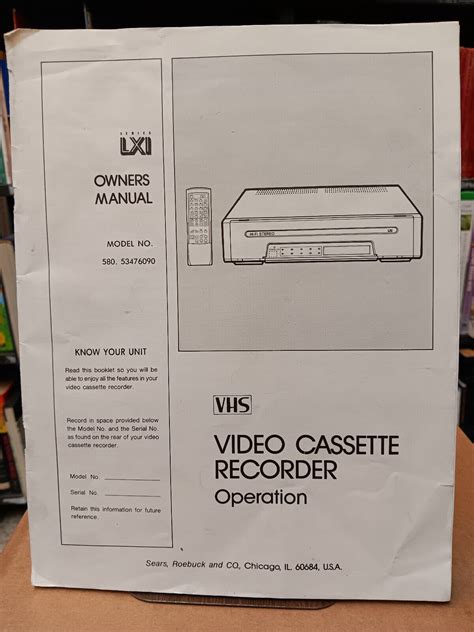 SERIES
LXI
OWNERS
MANUAL
MODEL NO.
580. 53476090
KNOW YOUR UNIT
Read this booklet so you will be
able to enjoy all the features in your
video cassette recorder.
Record in space provided below
the Model No. and the Serial No.
as found on the rear of your video
cassette recorder.
Model No.
Serial No.
Retain this information for future
reference.
HI-FI STEREO
VHS
VIDEO CASSETTE
RECORDER
Operation
Sears, Roebuck and CO, Chicago, IL. 60684, U.S.A.